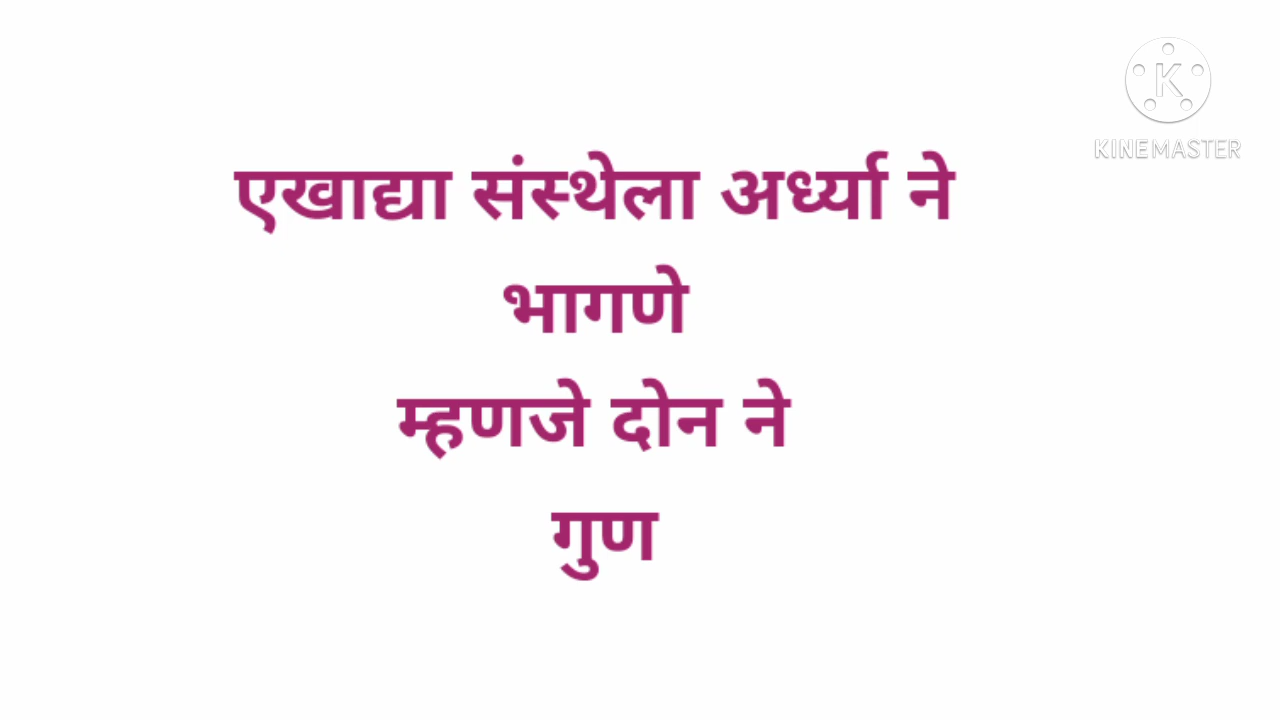 एखाद्या संस्थेला अर्ध्या ने
भागणे
म्हणजे दोन ने
गुण
K
KINEMASTER